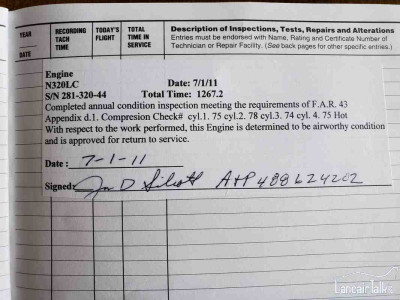 YEAR
RECORDING
TACH
TIME
TODAY'S
FLIGHT
TOTAL
TIME IN
SERVICE
Description of Inspections, Tests, Repairs and Alterations
Entries must be endorsed with Name, Rating and Certificate Number of
Technician or Repair Facility. (See back pages for other specific entries.)
DATE
Engine
N320LC Date: 7/1/11
S/N 281-320-44 Total Time: 1267.2
Completed annual condition inspection meeting the requirements of F.A.R. 43
Appendix d.1. Compresion Check# cyl.1. 75 cyl.2. 78 cyl.3. 74 cyl. 4. 75 Hot
With respect to the work performed, this Engine is determined to be airworthy condition
and is approved for return to service.
Date: 7-1-11
Signed: D A+P 488624202
LancairTalk